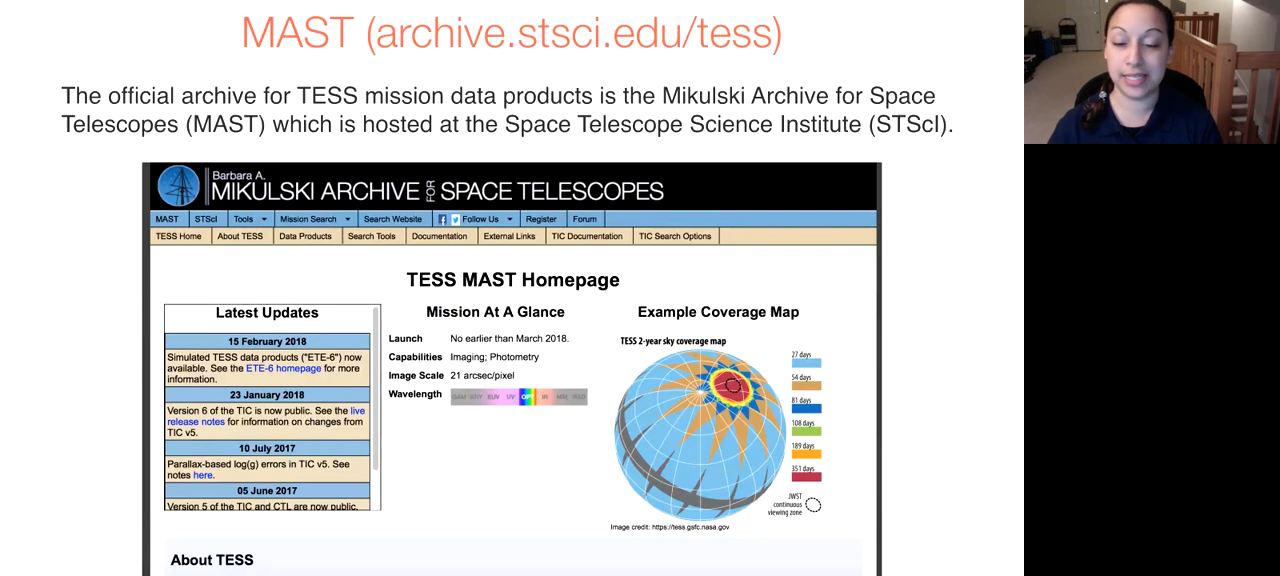 MAST (archive.stsci.edu/tess)
The official archive for TESS mission data products is the Mikulski Archive for Space
Telescopes (MAST) which is hosted at the Space Telescope Science Institute (STScI).
Barbara A.
MIKULSKI ARCHIVE FOR SPACE TELESCOPES
MAST STScI Tools Mission Search Search Website Follow Us Register Forum
TESS Home About TESS Data Products Search Tools Documentation External Links TIC Documentation TIC Search Options
TESS MAST Homepage
Latest Updates
15 February 2018
Simulated TESS data products ("ETE-6") now
available. See the ETE-6 homepage for more
information.
23 January 2018
Version 6 of the TIC is now public. See the live
release notes for information on changes from
TIC v5.
10 July 2017
Parallax-based log(g) errors in TIC v5. See
notes here.
05 June 2017
Version 5 of the TIC and CTL are now public.
Mission At A Glance
Launch No earlier than March 2018.
Capabilities Imaging; Photometry
Image Scale 21 arcsec/pixel
Wavelength
GAM XRY EUV UV OPT IR MM RAD
Example Coverage Map
TESS 2-year sky coverage map
27 days
54 days
81 days
108 days
189 days
351 days
JWST
continuous
viewing zone
Image credit: https://tess.gsfc.nasa.gov
About TESS